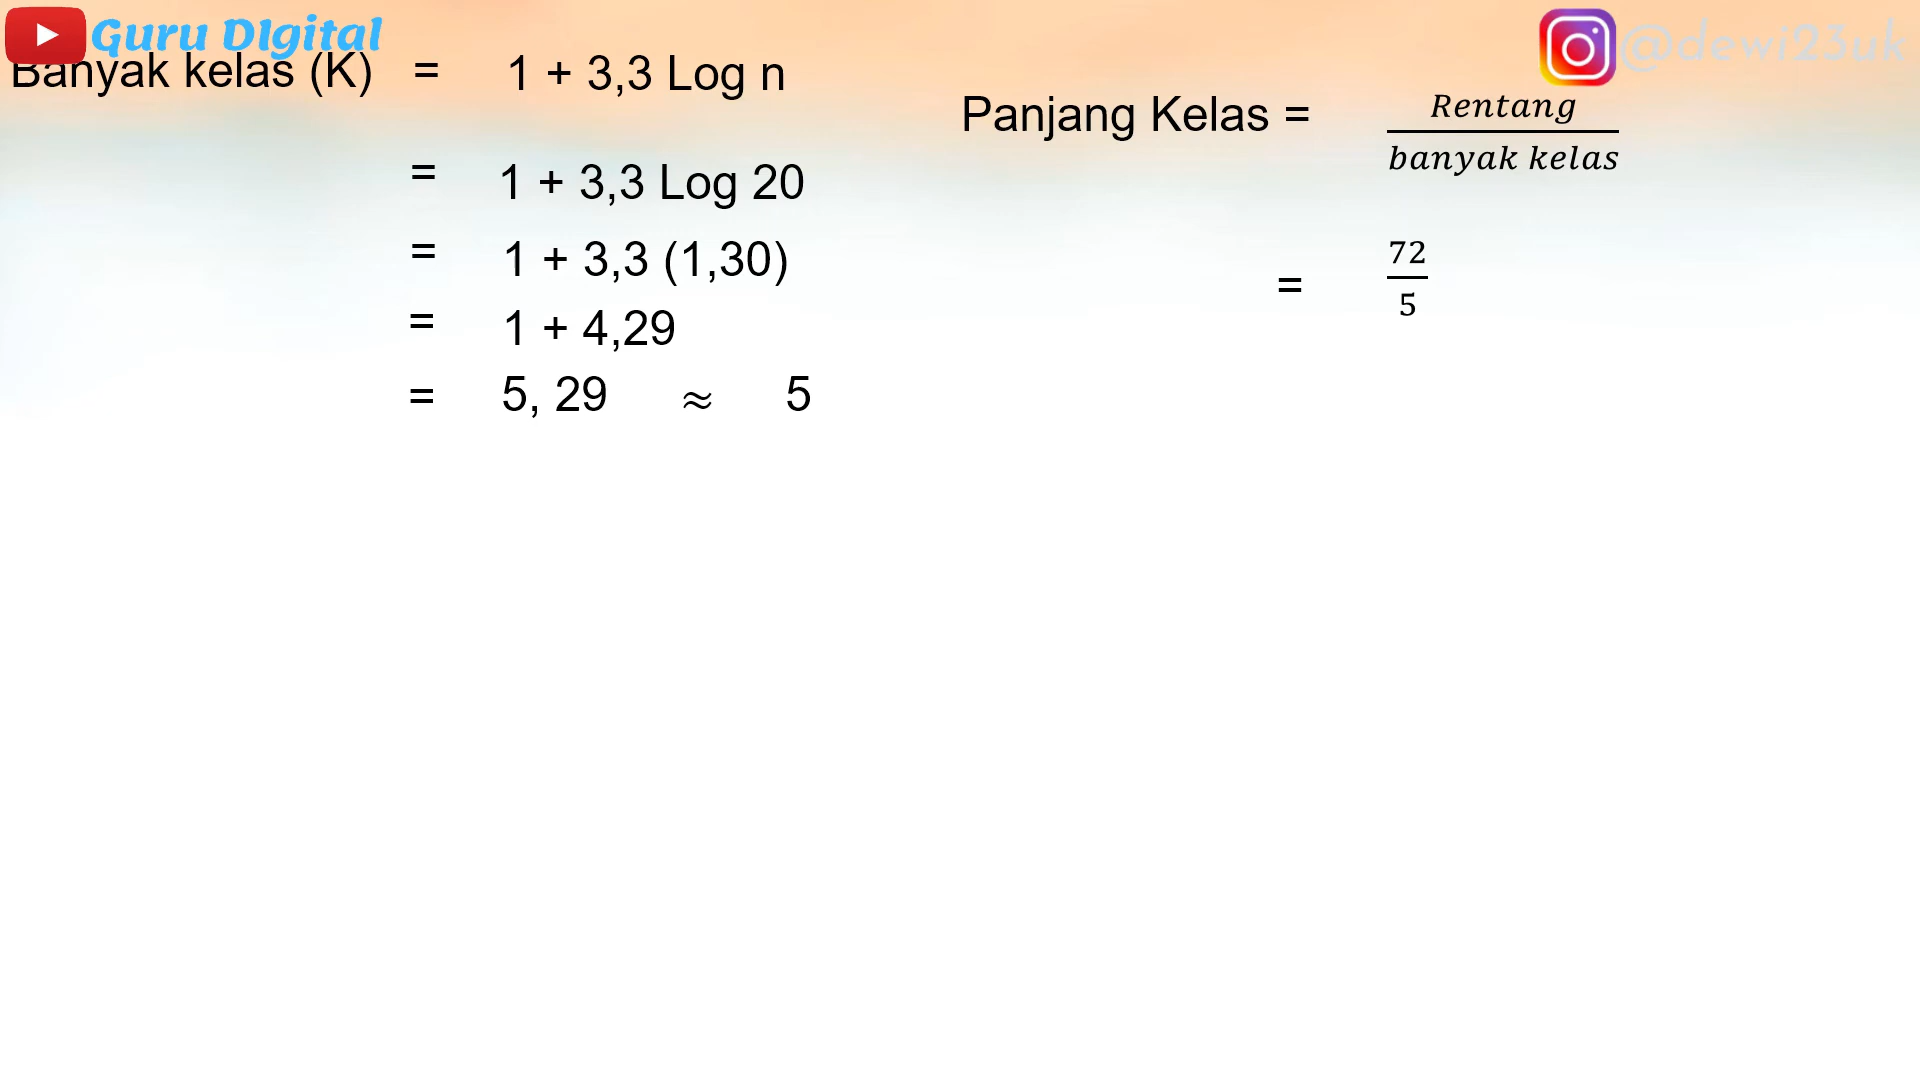 Guru DIgital
@dewi23uk
Banyak kelas (K) = 1 + 3,3 Log n
= 1 + 3,3 Log 20
= 1 + 3,3 (1,30)
= 1 + 4,29
= 5, 29 ≈ 5
Panjang Kelas = Rentang
banyak kelas
= 72
5